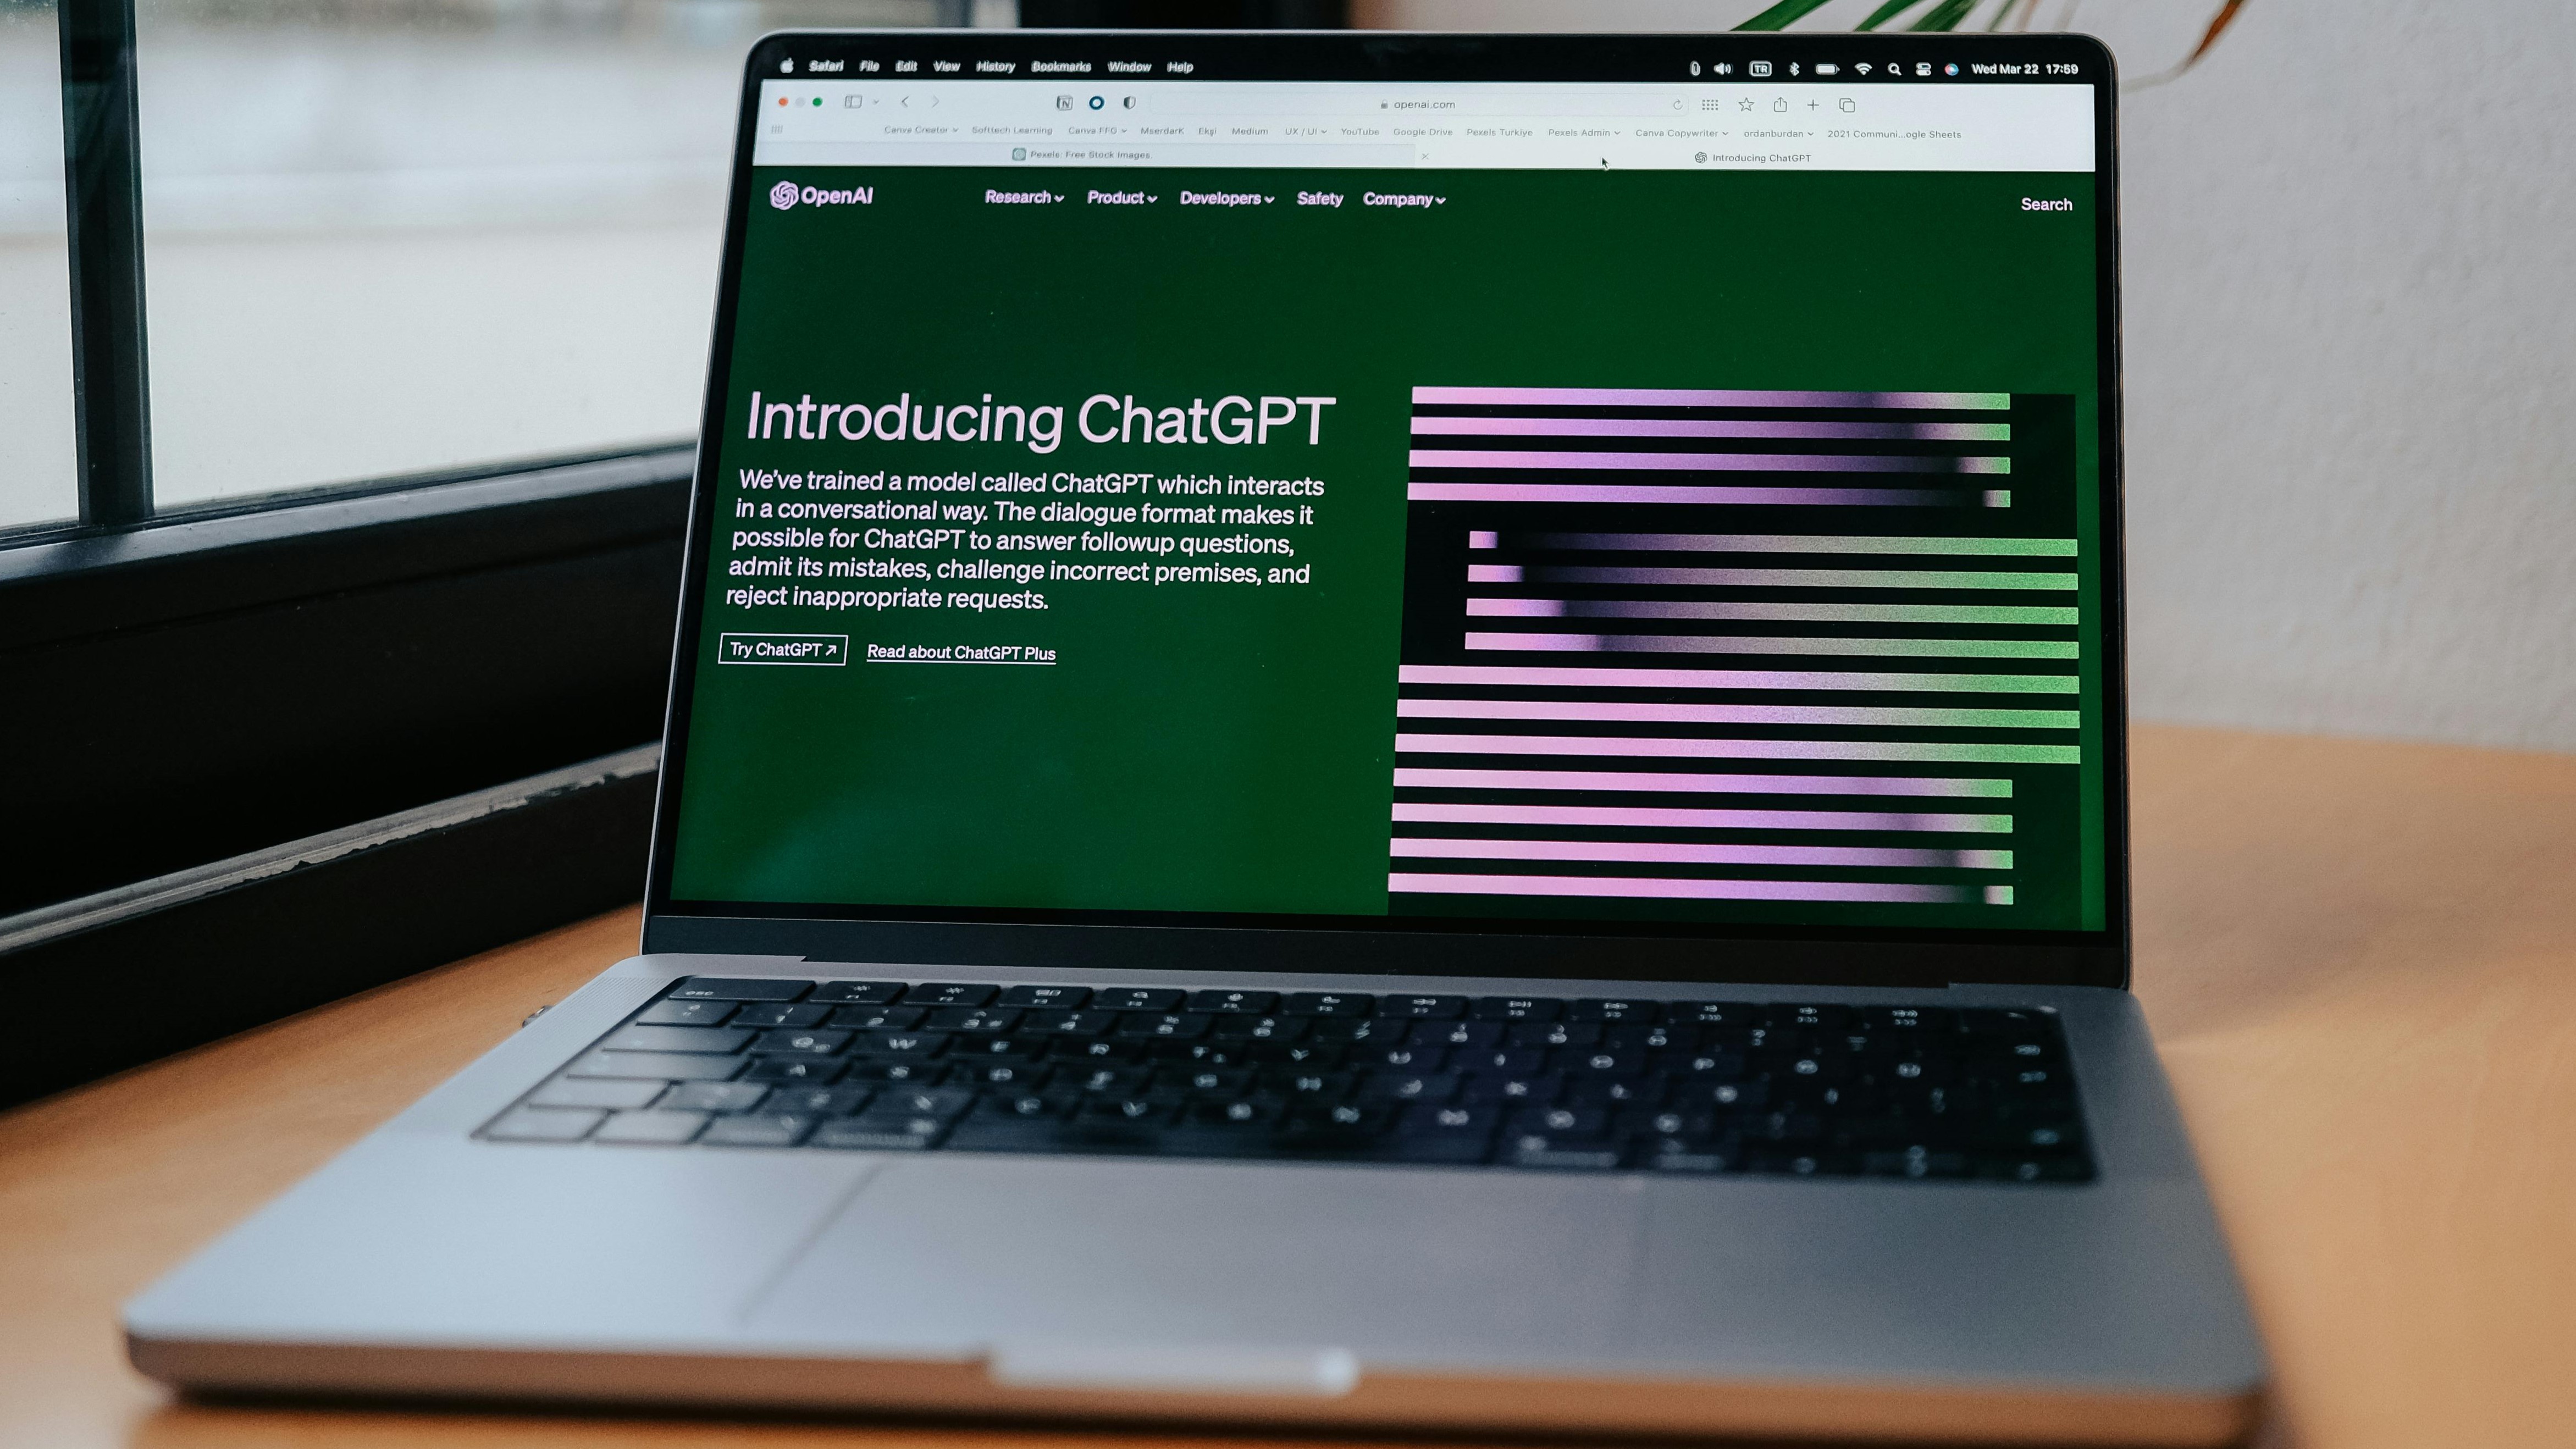 Safari File Edit View History Bookmarks Window Help TR Wed Mar 22 17:59
openai.com
Canva Creator Softtech Learning Canva FFG MserdarK Ekşi Medium UX / UI YouTube Google Drive Pexels Türkiye Pexels Admin Canva Copywriter ordanburdan 2021 Communi...ogle Sheets
Pexels: Free Stock Images Introducing ChatGPT
OpenAI Research Product Developers Safety Company Search
Introducing ChatGPT
We've trained a model called ChatGPT which interacts
in a conversational way. The dialogue format makes it
possible for ChatGPT to answer followup questions,
admit its mistakes, challenge incorrect premises, and
reject inappropriate requests.
Try ChatGPT ↗ Read about ChatGPT Plus
esc
Q W E R T Y
A S D F